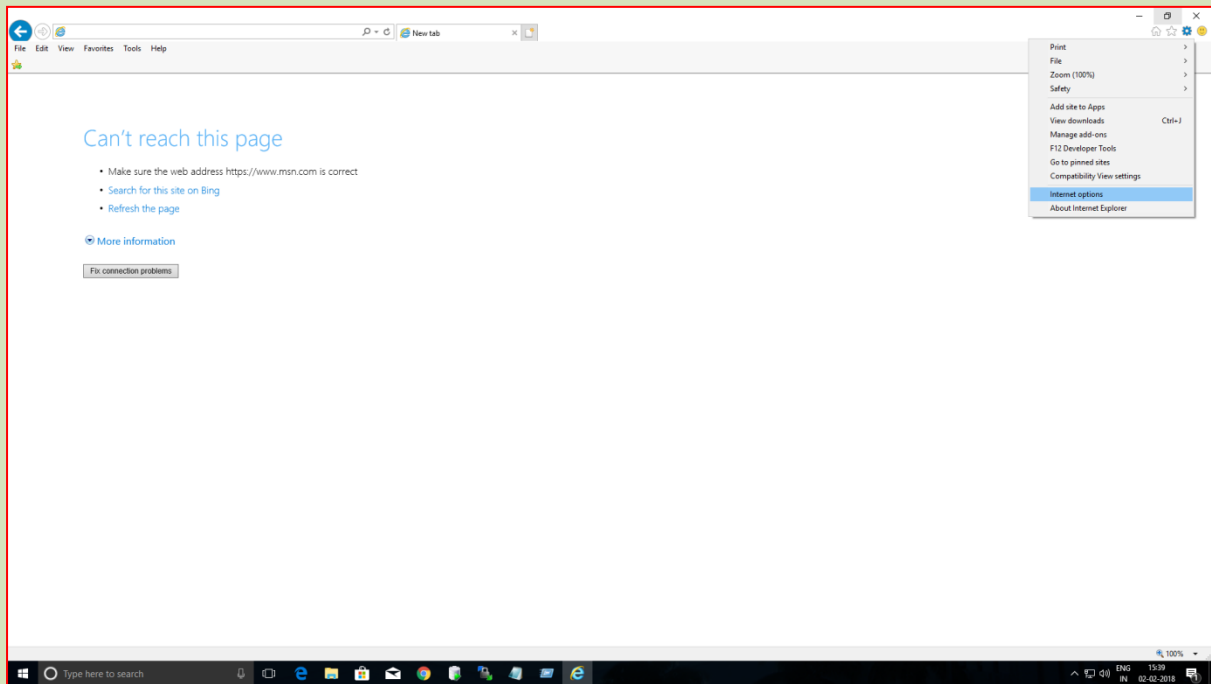 New tab
File Edit View Favorites Tools Help
Print
File
Zoom (100%)
Safety
Add site to Apps
View downloads Ctrl+J
Manage add-ons
F12 Developer Tools
Go to pinned sites
Compatibility View settings
Internet options
About Internet Explorer
Can't reach this page
• Make sure the web address https://www.msn.com is correct
• Search for this site on Bing
• Refresh the page
More information
Fix connection problems
100%
Type here to search
ENG 15:39
IN 02-02-2018